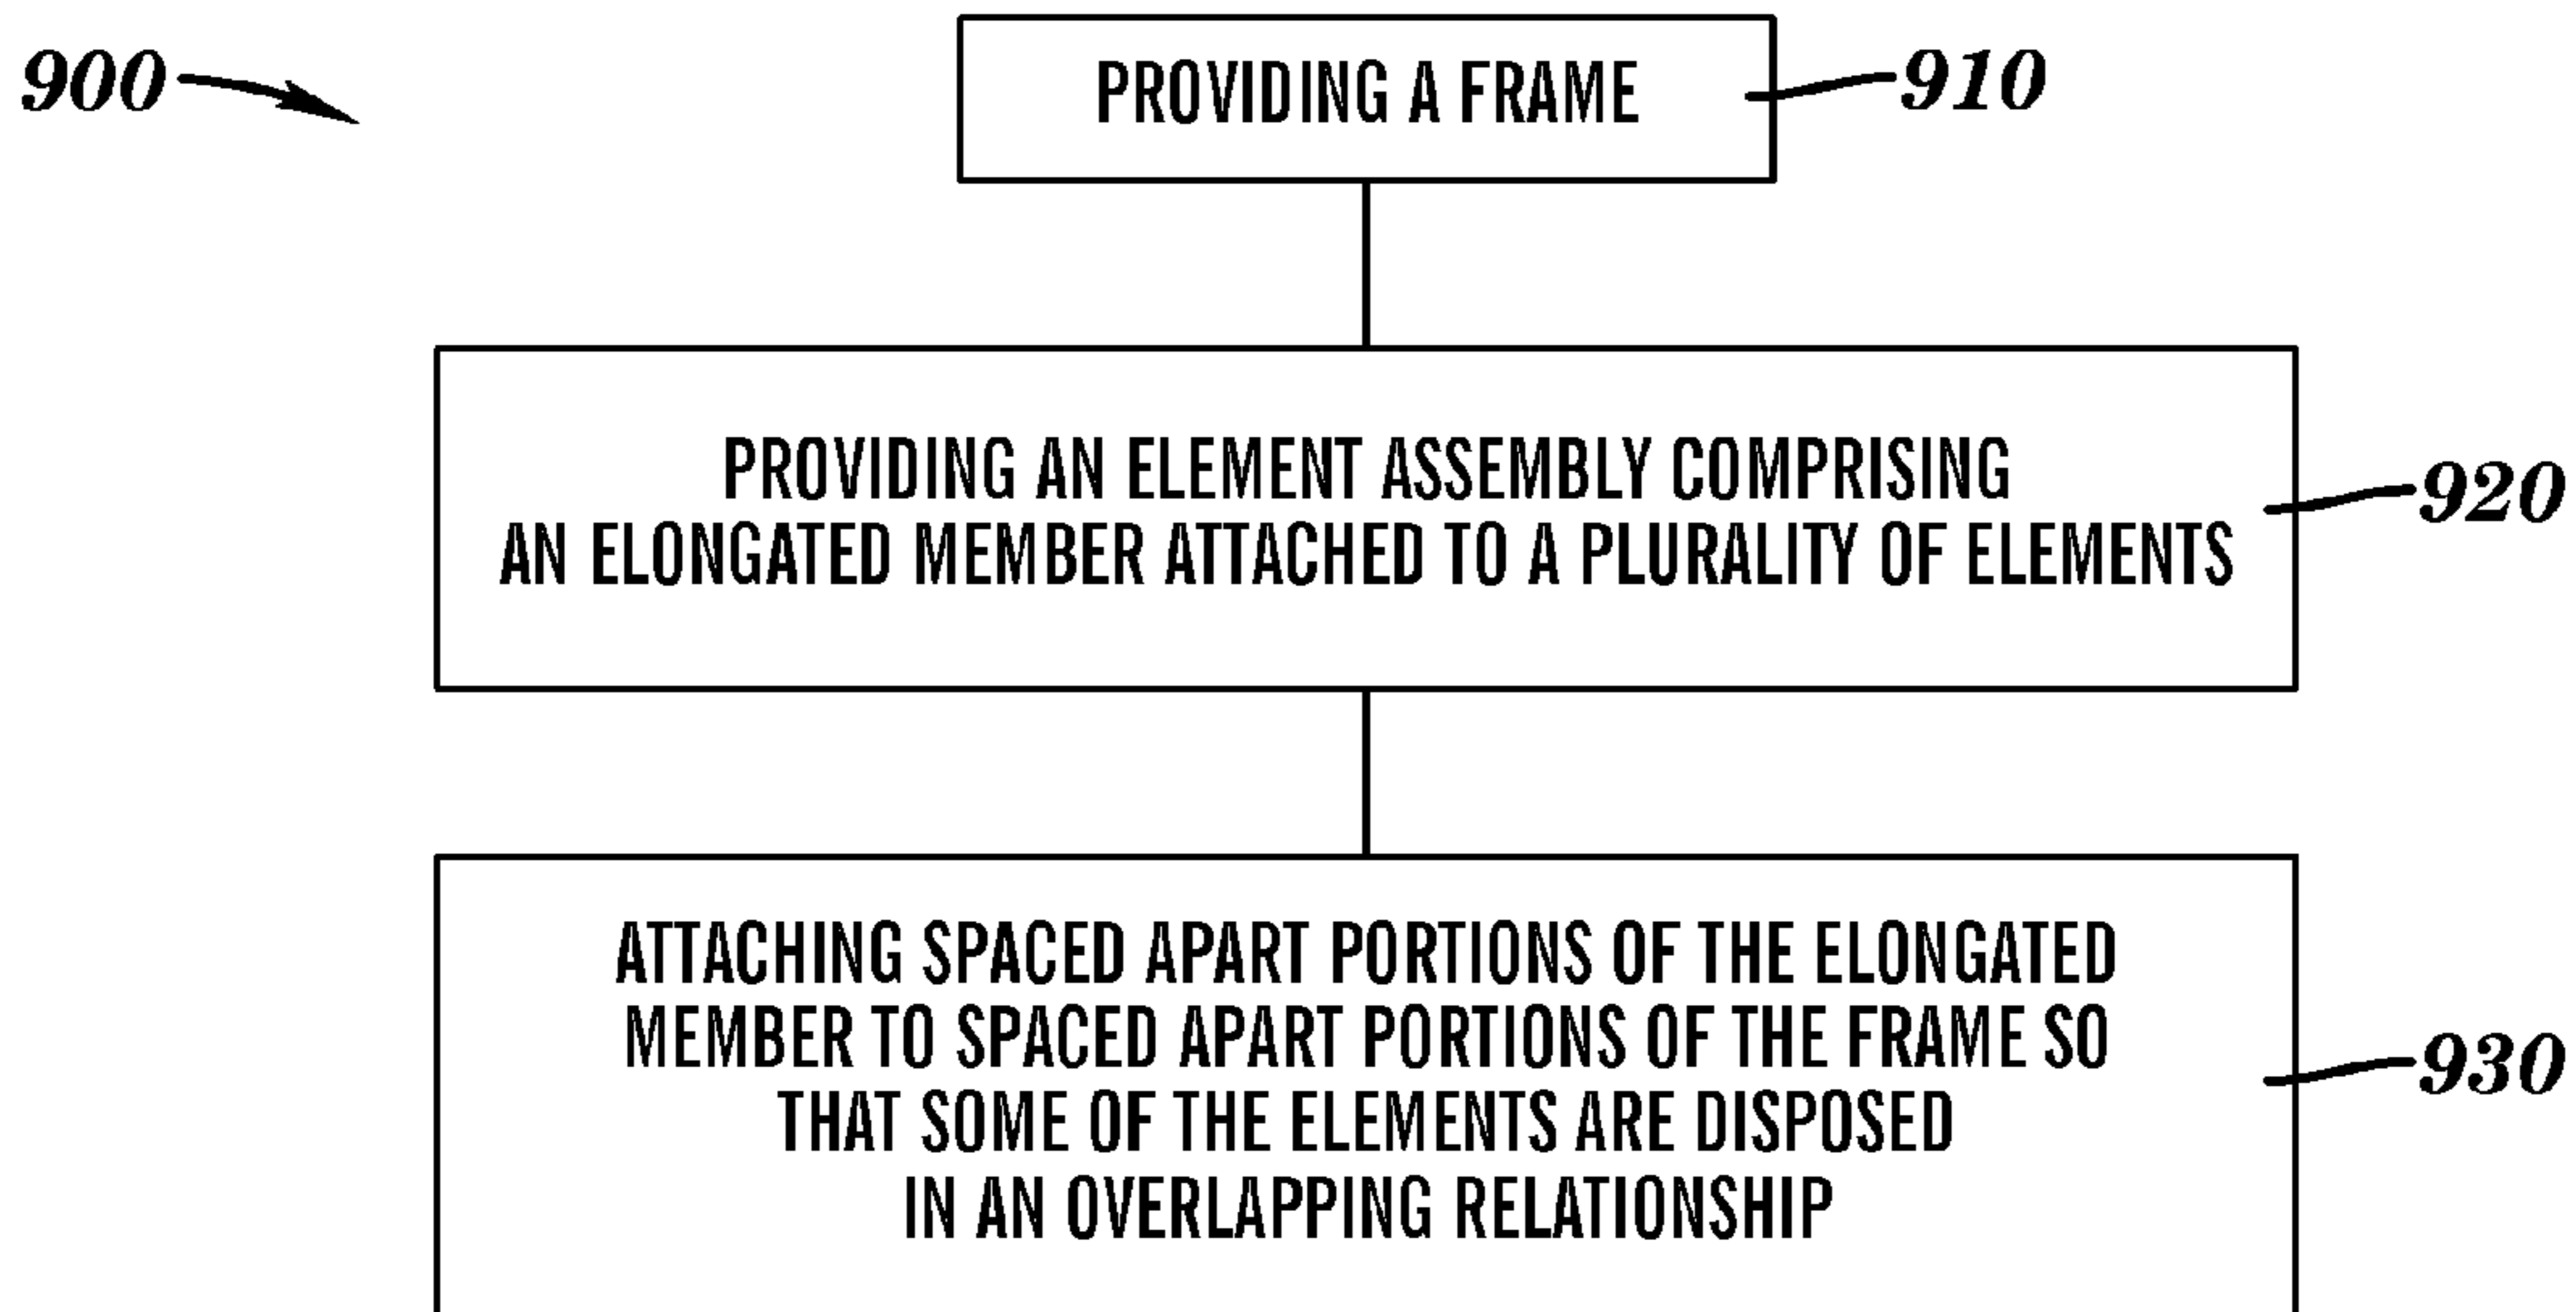 900
PROVIDING A FRAME
910
PROVIDING AN ELEMENT ASSEMBLY COMPRISING
AN ELONGATED MEMBER ATTACHED TO A PLURALITY OF ELEMENTS
920
ATTACHING SPACED APART PORTIONS OF THE ELONGATED
MEMBER TO SPACED APART PORTIONS OF THE FRAME SO
THAT SOME OF THE ELEMENTS ARE DISPOSED
IN AN OVERLAPPING RELATIONSHIP
930